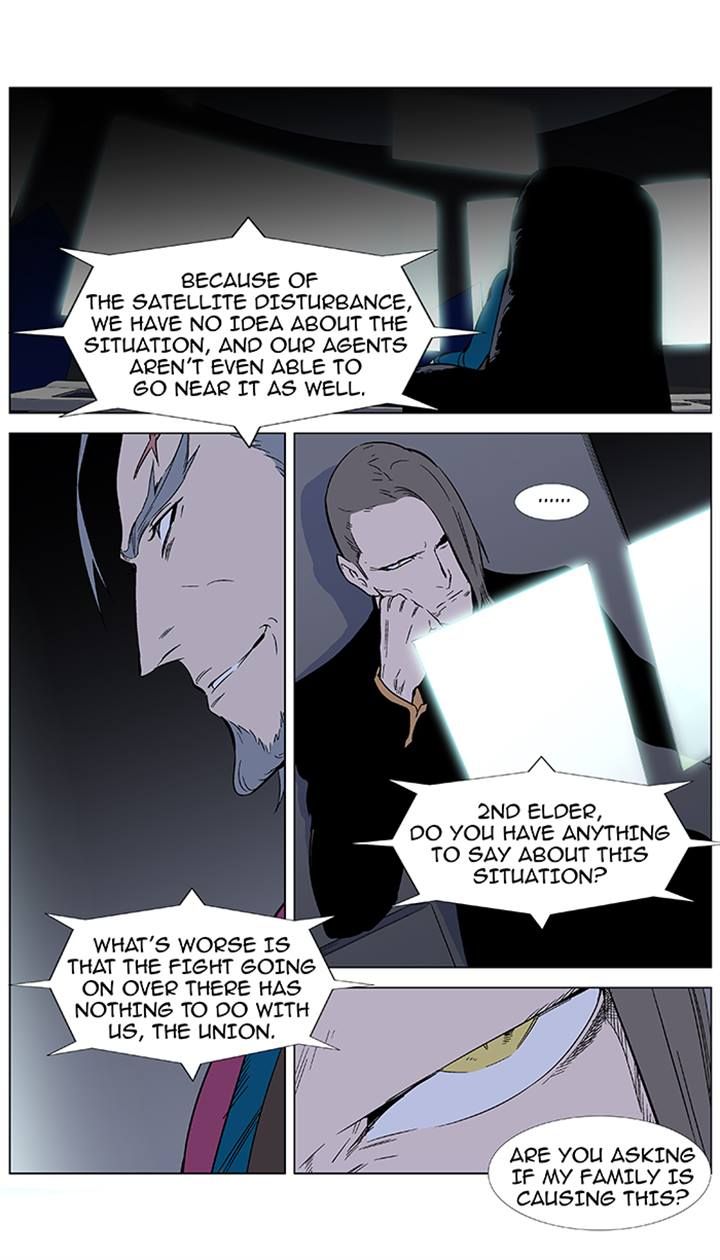 BECAUSE OF
THE SATELLITE DISTURBANCE,
WE HAVE NO IDEA ABOUT THE
SITUATION, AND OUR AGENTS
AREN'T EVEN ABLE TO
GO NEAR IT AS WELL.
WHAT'S WORSE IS
THAT THE FIGHT GOING
ON OVER THERE HAS
NOTHING TO DO WITH
US, THE UNION.
......
2ND ELDER,
DO YOU HAVE ANYTHING
TO SAY ABOUT THIS
SITUATION?
ARE YOU ASKING
IF MY FAMILY IS
CAUSING THIS?